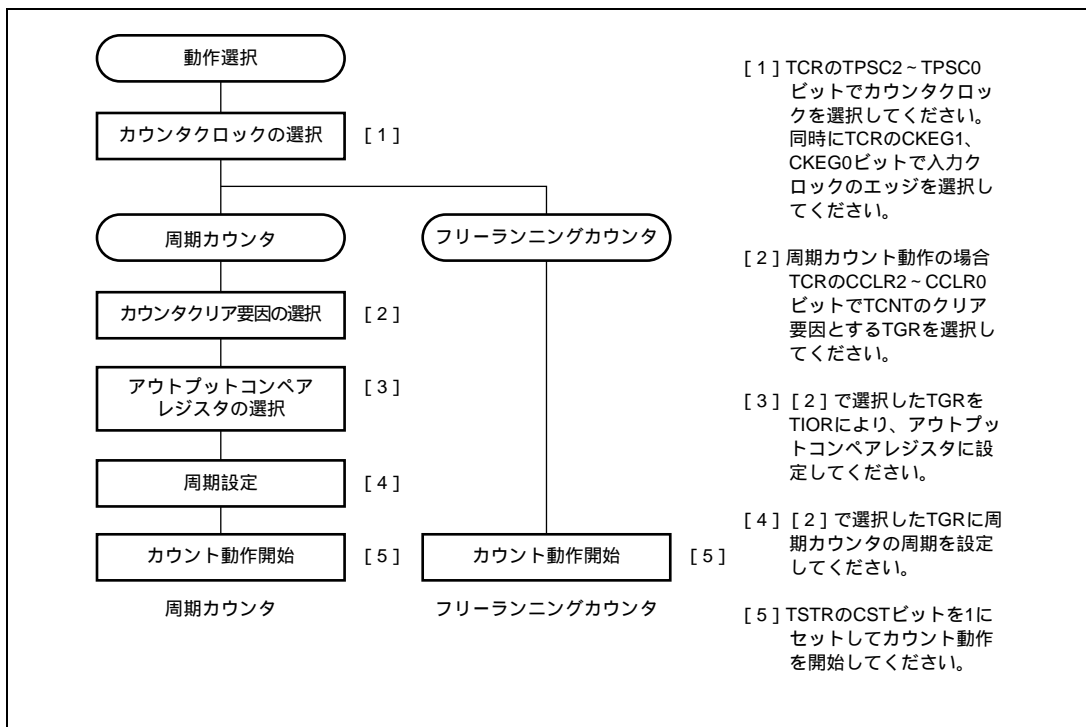 動作選択
カウンタクロックの選択 [1]
周期カウンタ フリーランニングカウンタ
カウンタクリア要因の選択 [2]
アウトプットコンペア
レジスタの選択 [3]
周期設定 [4]
カウント動作開始 [5] カウント動作開始 [5]
周期カウンタ フリーランニングカウンタ
[1] TCRのTPSC2~TPSC0
ビットでカウンタクロッ
クを選択してください。
同時にTCRのCKEG1、
CKEG0ビットで入力ク
ロックのエッジを選択し
てください。
[2] 周期カウント動作の場合
TCRのCCLR2~CCLR0
ビットでTCNTのクリア
要因とするTGRを選択し
てください。
[3] [2]で選択したTGRを
TIORにより、アウトプッ
トコンペアレジスタに設
定してください。
[4] [2]で選択したTGRに周
期カウンタの周期を設定
してください。
[5] TSTRのCSTビットを1に
セットしてカウント動作
を開始してください。